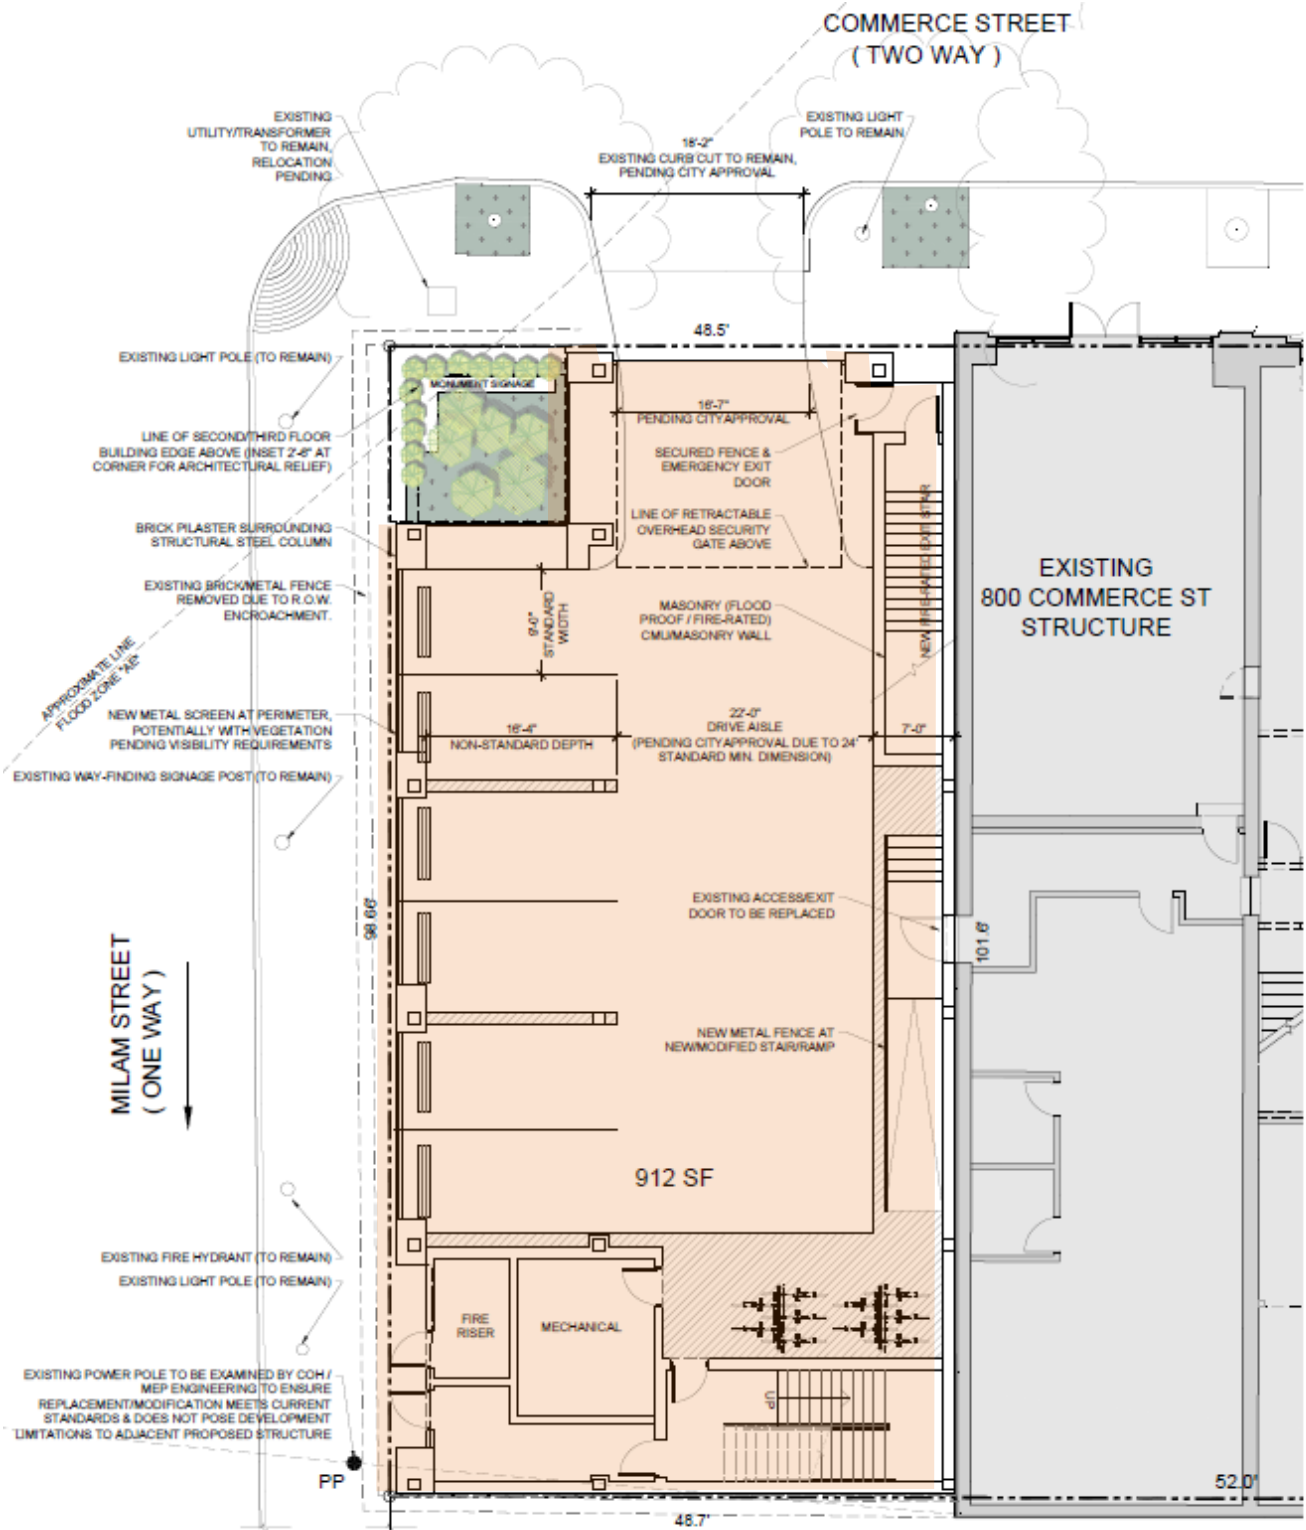 COMMERCE STREET
( TWO WAY )
EXISTING
UTILITY/TRANSFORMER
TO REMAIN,
RELOCATION
PENDING
18'-2"
EXISTING CURB CUT TO REMAIN,
PENDING CITY APPROVAL
EXISTING LIGHT
POLE TO REMAIN
48.5'
EXISTING LIGHT POLE (TO REMAIN)
MONUMENT SIGNAGE
16'-7"
PENDING CITY APPROVAL
LINE OF SECOND/THIRD FLOOR
BUILDING EDGE ABOVE (INSET 2'-6" AT
CORNER FOR ARCHITECTURAL RELIEF)
SECURED FENCE &
EMERGENCY EXIT
DOOR
BRICK PILASTER SURROUNDING
STRUCTURAL STEEL COLUMN
LINE OF RETRACTABLE
OVERHEAD SECURITY
GATE ABOVE
NEW FIRE-RATED EXIT STAIR
EXISTING BRICK/METAL FENCE
REMOVED DUE TO R.O.W.
ENCROACHMENT.
9'-0"
STANDARD
WIDTH
MASONRY (FLOOD
PROOF / FIRE-RATED)
CMU/MASONRY WALL
EXISTING
800 COMMERCE ST
STRUCTURE
APPROXIMATE LINE
FLOOD ZONE "AE"
NEW METAL SCREEN AT PERIMETER,
POTENTIALLY WITH VEGETATION
PENDING VISIBILITY REQUIREMENTS
16'-4"
NON-STANDARD DEPTH
22'-0"
DRIVE AISLE
(PENDING CITY APPROVAL DUE TO 24'
STANDARD MIN. DIMENSION)
7'-0"
EXISTING WAY-FINDING SIGNAGE POST (TO REMAIN)
98.66'
EXISTING ACCESS/EXIT
DOOR TO BE REPLACED
101.6'
MILAM STREET
( ONE WAY )
NEW METAL FENCE AT
NEW/MODIFIED STAIR/RAMP
912 SF
EXISTING FIRE HYDRANT (TO REMAIN)
EXISTING LIGHT POLE (TO REMAIN)
FIRE
RISER
MECHANICAL
EXISTING POWER POLE TO BE EXAMINED BY COH /
MEP ENGINEERING TO ENSURE
REPLACEMENT/MODIFICATION MEETS CURRENT
STANDARDS & DOES NOT POSE DEVELOPMENT
LIMITATIONS TO ADJACENT PROPOSED STRUCTURE
UP
PP
52.0'
48.7'